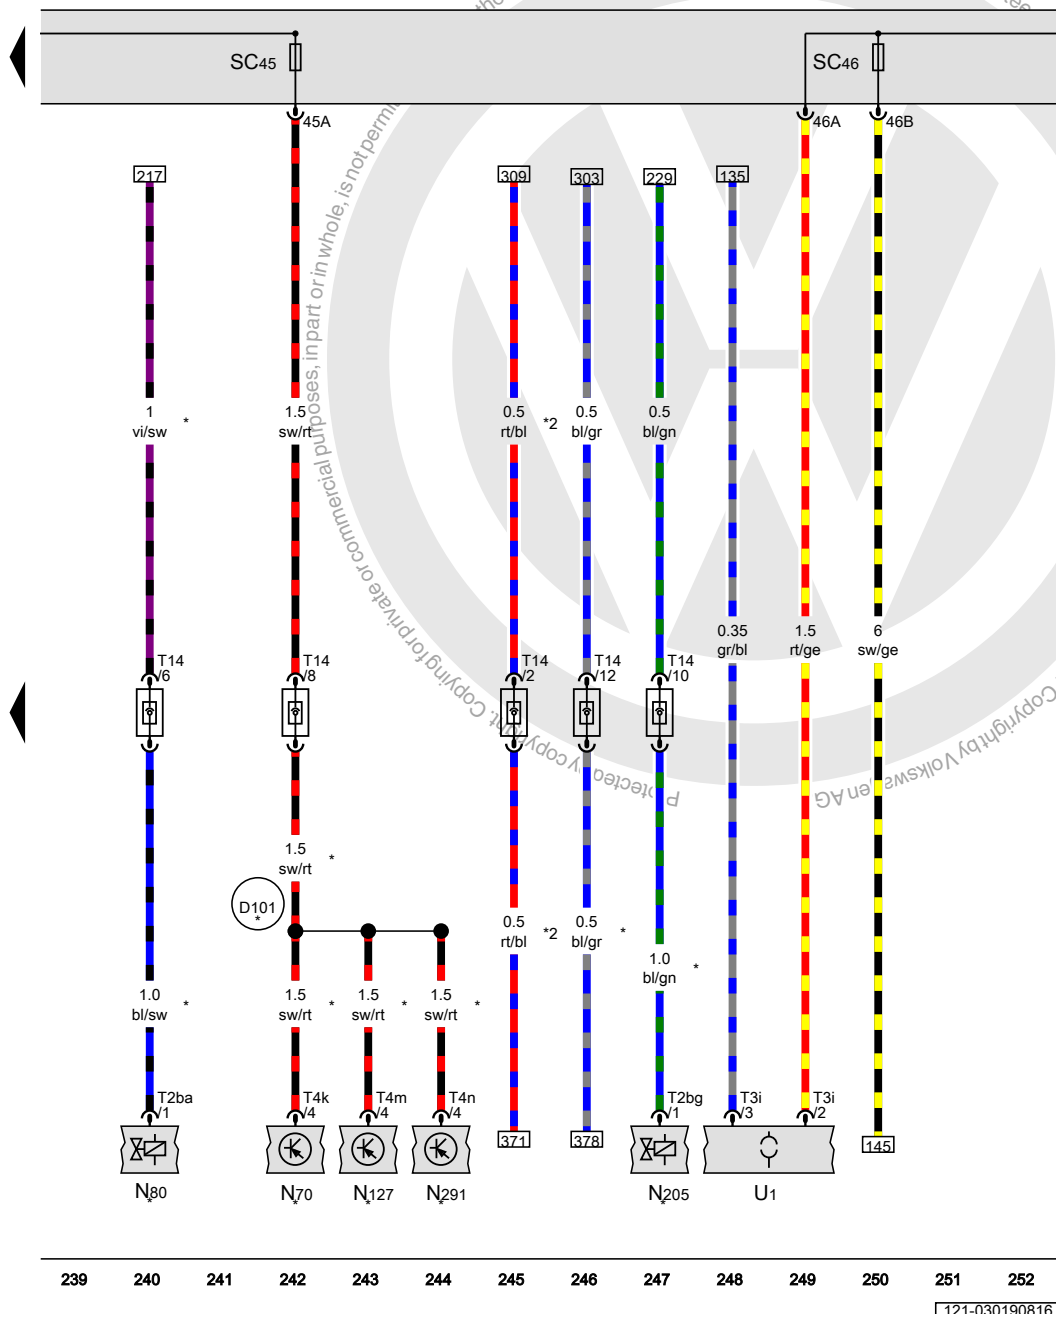 SC45
SC46
45A
46A
46B
217
309
303
229
135
1
vi/sw
*
1.5
sw/rt
0.5
rt/bl
*2
0.5
bl/gr
0.5
bl/gn
0.35
gr/bl
1.5
rt/ge
6
sw/ge
T14
/6
T14
/8
T14
/2
T14
/12
T14
/10
1.5
sw/rt
*
D101
*
0.5
rt/bl
*2
0.5
bl/gr
*
1.0
bl/gn
*
1.0
bl/sw
*
1.5
sw/rt
*
1.5
sw/rt
*
1.5
sw/rt
*
T2ba
/1
T4k
/4
T4m
/4
T4n
/4
T2bg
/1
T3i
/3
T3i
/2
371
378
145
N80
*
N70
*
N127
*
N291
*
N205
*
U1
239 240 241 242 243 244 245 246 247 248 249 250 251 252
121-030190816
Protected by copyright. Copying for private or commercial purposes, in part or in whole, is not permi
Copyright by Volkswagen AG